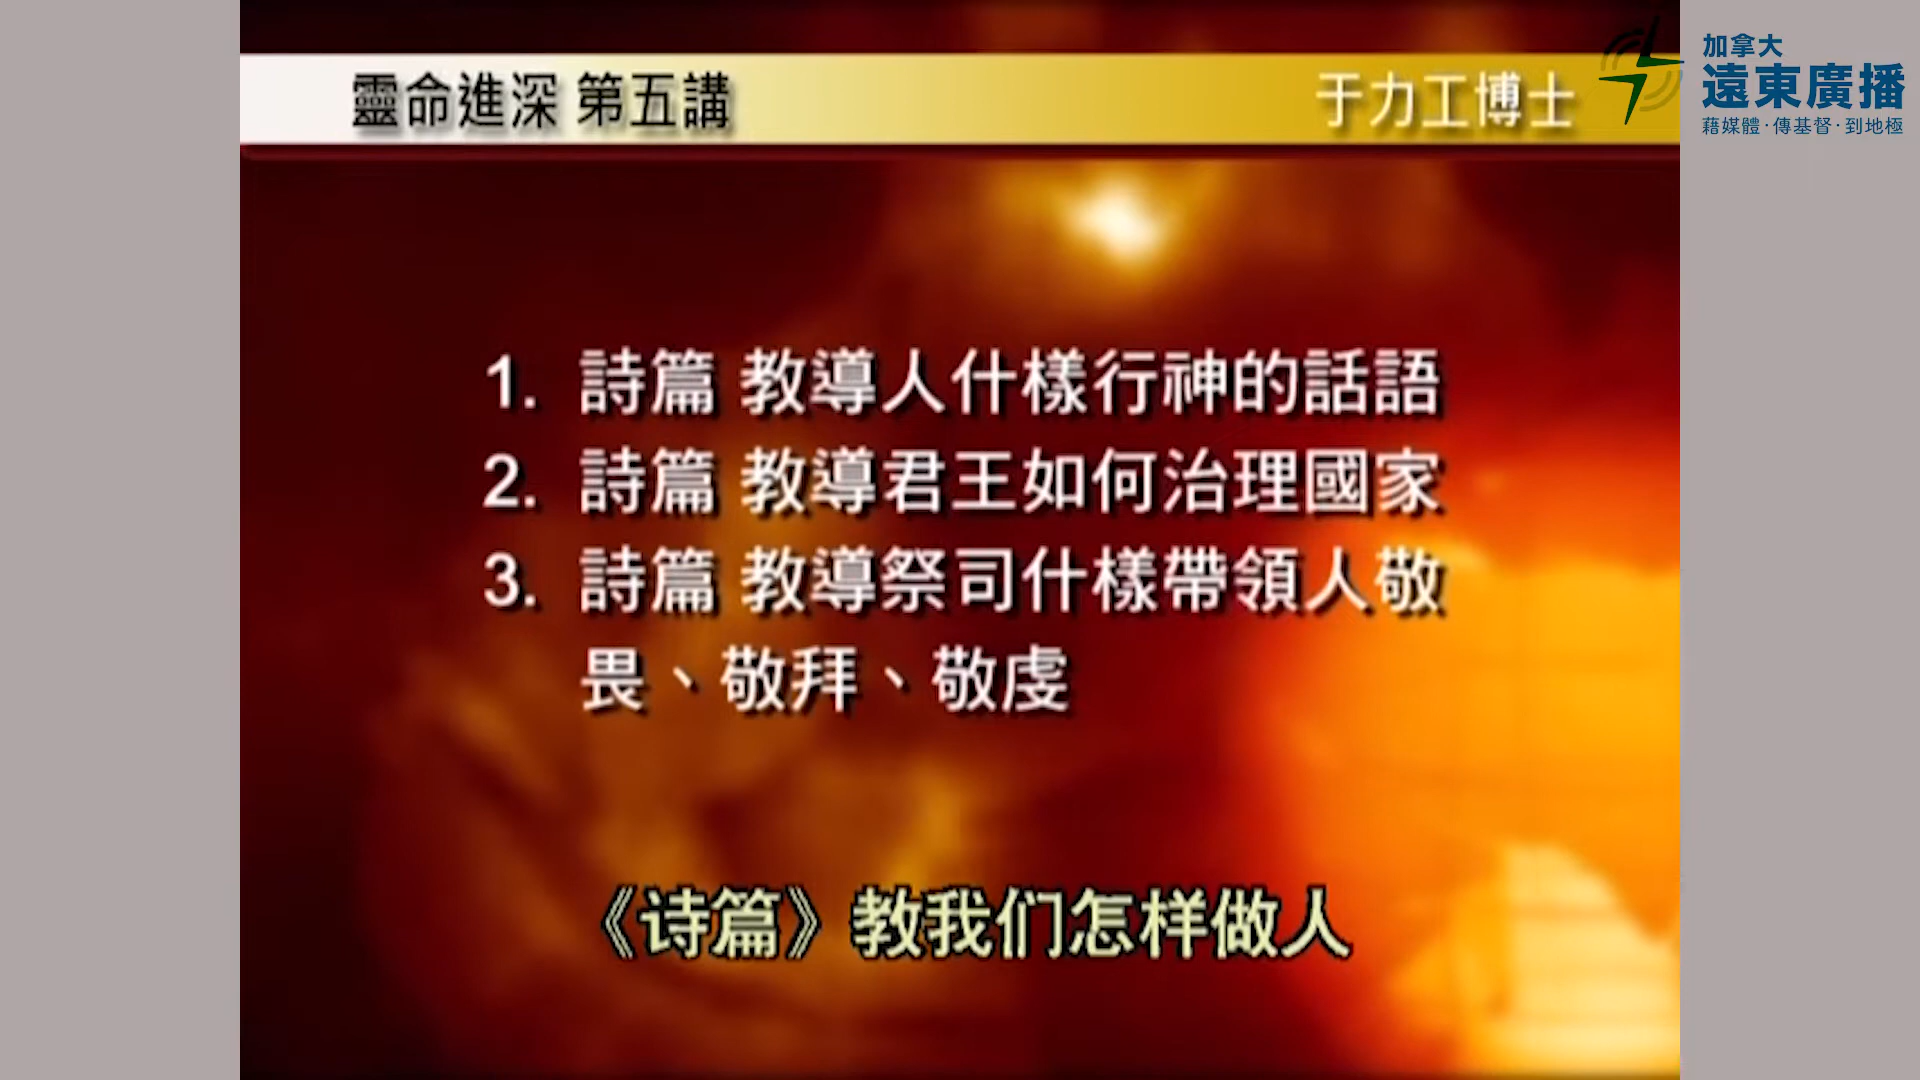 靈命進深 第五講
于力工博士
加拿大
遠東廣播
藉媒體·傳基督·到地極
1. 詩篇 教導人什樣行神的話語
2. 詩篇 教導君王如何治理國家
3. 詩篇 教導祭司什樣帶領人敬
畏、敬拜、敬虔
《诗篇》教我们怎样做人